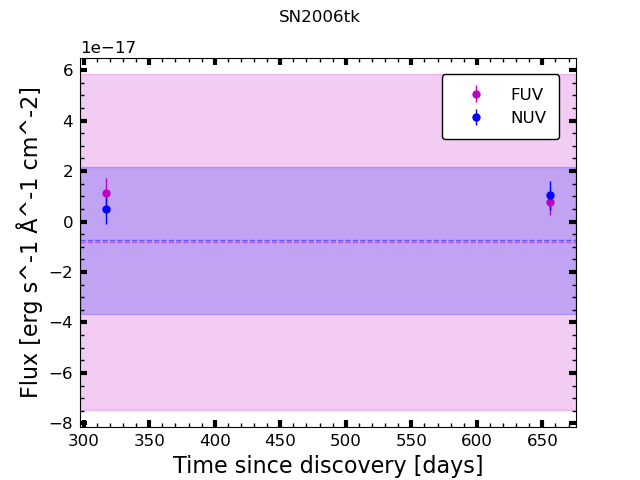 SN2006tk
1e−17
FUV
NUV
6
4
2
0
−2
−4
−6
−8
Flux [erg s^-1 Å^-1 cm^-2]
300 350 400 450 500 550 600 650
Time since discovery [days]